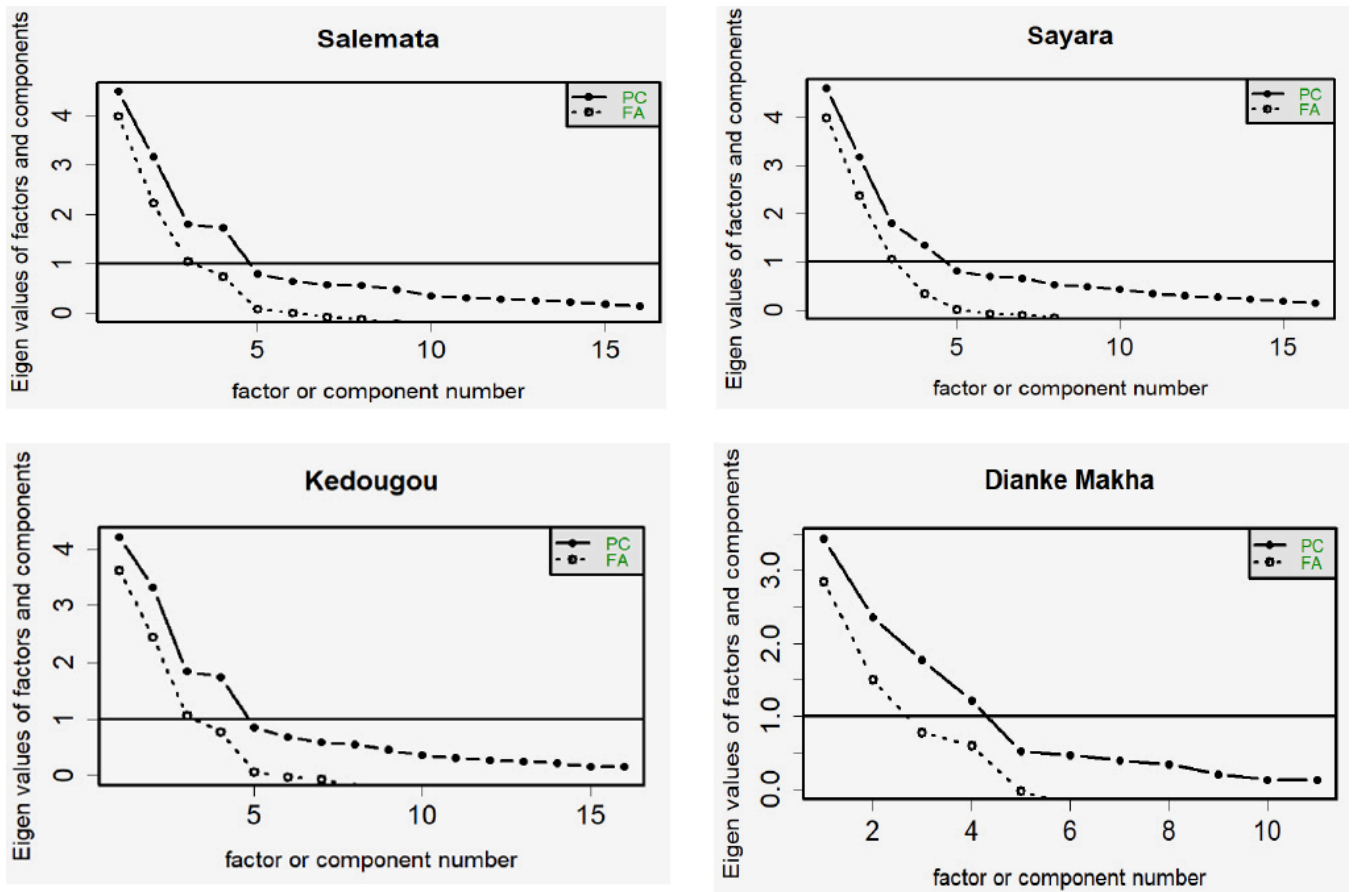 Salemata
Eigen values of factors and components
4
3
2
1
0
PC
FA
5
10
15
factor or component number
Sayara
Eigen values of factors and components
4
3
2
1
0
PC
FA
5
10
15
factor or component number
Kedougou
Eigen values of factors and components
4
3
2
1
0
PC
FA
5
10
15
factor or component number
Dianke Makha
Eigen values of factors and components
3.0
2.0
1.0
0.0
PC
FA
2
4
6
8
10
factor or component number